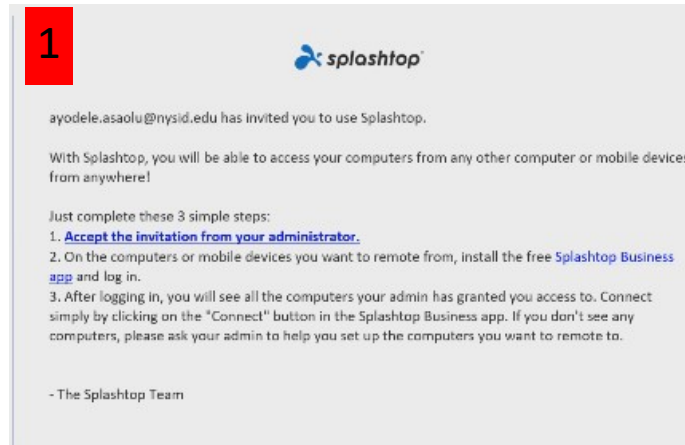 1
splashtop
ayodele.asaolu@nysid.edu has invited you to use Splashtop.
With Splashtop, you will be able to access your computers from any other computer or mobile devices
from anywhere!
Just complete these 3 simple steps:
1. Accept the invitation from your administrator.
2. On the computers or mobile devices you want to remote from, install the free Splashtop Business
app and log in.
3. After logging in, you will see all the computers your admin has granted you access to. Connect
simply by clicking on the "Connect" button in the Splashtop Business app. If you don't see any
computers, please ask your admin to help you set up the computers you want to remote to.
- The Splashtop Team